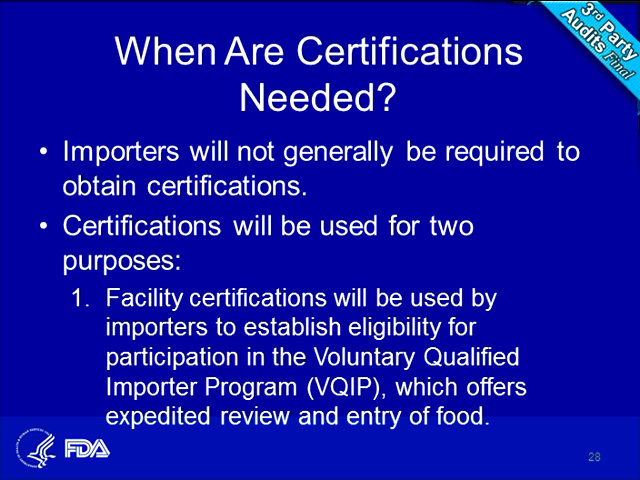 3rd Party
Audits Final
When Are Certifications
Needed?
• Importers will not generally be required to
obtain certifications.
• Certifications will be used for two
purposes:
1. Facility certifications will be used by
importers to establish eligibility for
participation in the Voluntary Qualified
Importer Program (VQIP), which offers
expedited review and entry of food.
FDA
28